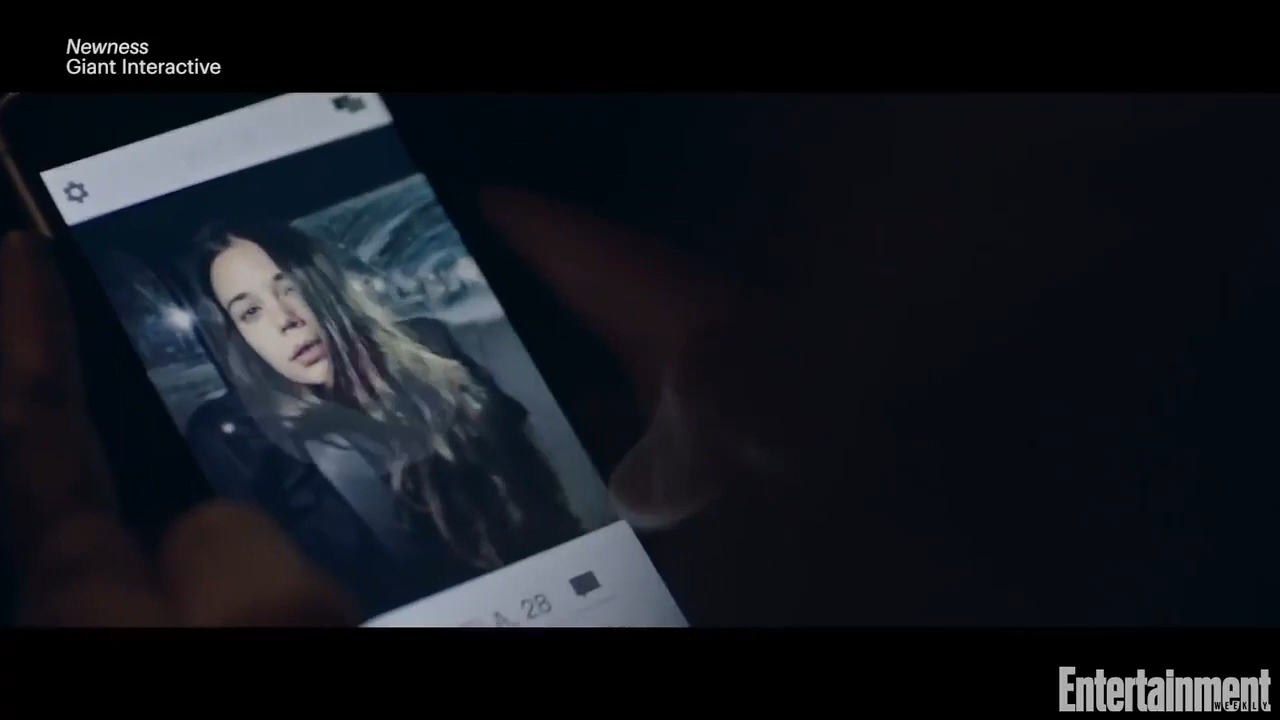 Newness
Giant Interactive
A, 28
Entertainment
WEEKLY